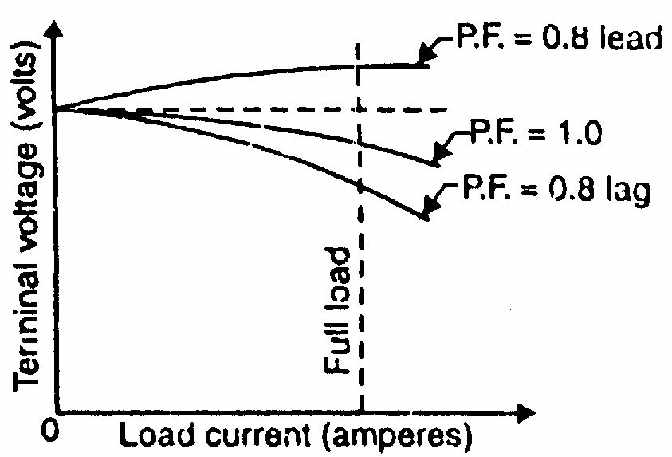 P.F. = 0.8 lead
P.F. = 1.0
P.F. = 0.8 lag
Terminal voltage (volts)
Full load
0
Load current (amperes)